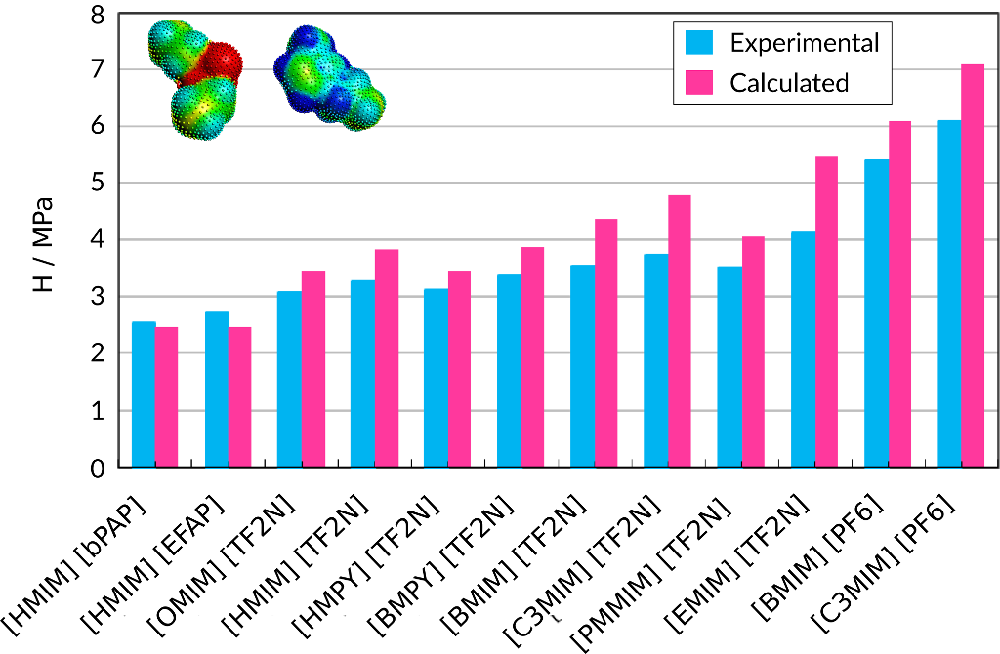 8
7
6
5
4
3
2
1
0
H / MPa
Experimental
Calculated
[HMIM] [bPAP]
[HMIM] [EFAP]
[OMIM] [TF2N]
[HMIM] [TF2N]
[HMPY] [TF2N]
[BMPY] [TF2N]
[BMIM] [TF2N]
[C3MIM] [TF2N]
[PMMIM] [TF2N]
[EMIM] [TF2N]
[BMIM] [PF6]
[C3MIM] [PF6]